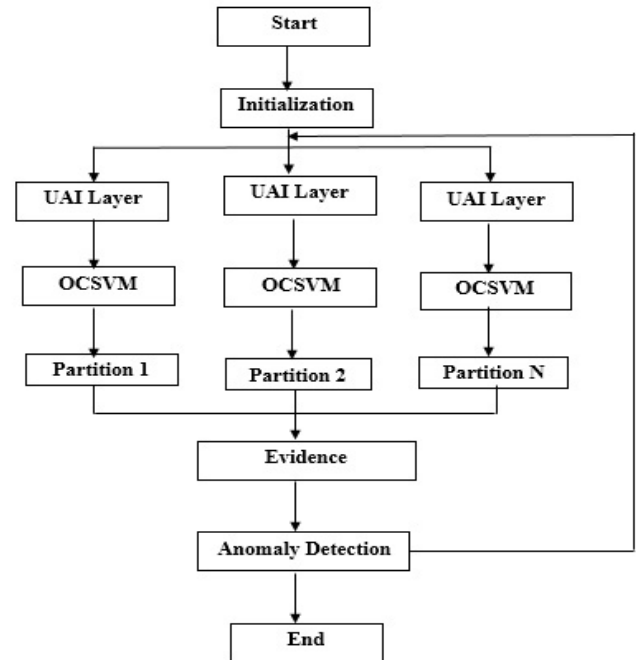 Start
Initialization
UAI Layer
UAI Layer
UAI Layer
OCSVM
OCSVM
OCSVM
Partition 1
Partition 2
Partition N
Evidence
Anomaly Detection
End